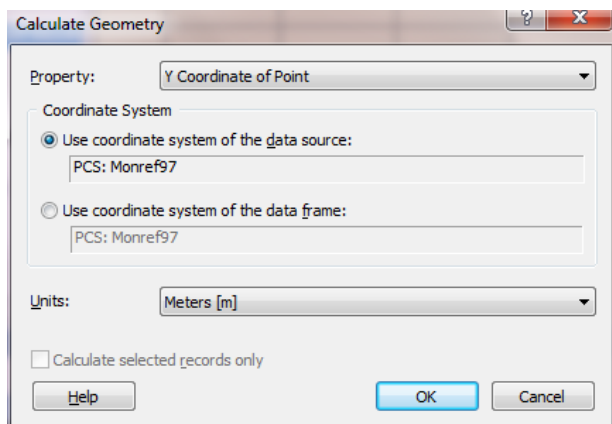 Calculate Geometry
Property: Y Coordinate of Point
Coordinate System
Use coordinate system of the data source:
PCS: Monref97
Use coordinate system of the data frame:
PCS: Monref97
Units: Meters [m]
Calculate selected records only
Help OK Cancel